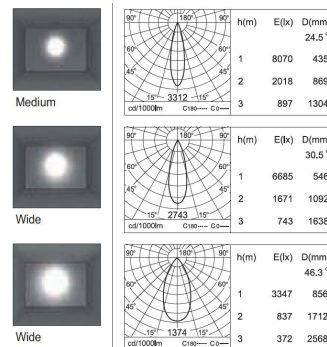 Medium
90° 180° 90°
60° 60°
45° 45°
15° 3312 15°
cd/1000lm C180----- C0——
h(m) E(lx) D(mm
24.5°
1 8070 435
2 2018 869
3 897 1304
Wide
90° 180° 90°
60° 60°
45° 45°
15° 2743 15°
cd/1000lm C180----- C0——
h(m) E(lx) D(mm
30.5°
1 6685 546
2 1671 1092
3 743 1638
Wide
90° 180° 90°
60° 60°
45° 45°
15° 1374 15°
cd/1000lm C180----- C0——
h(m) E(lx) D(mm
46,3°
1 3347 856
2 837 1712
3 372 2568